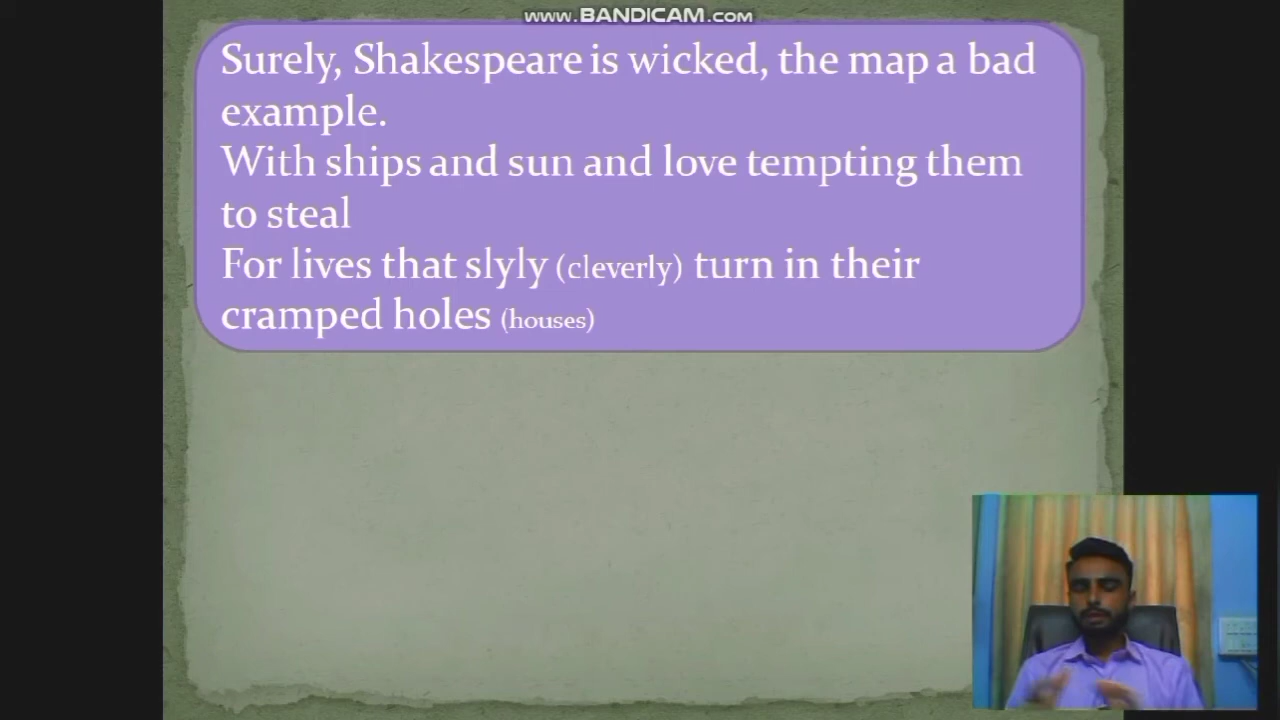 www.BANDICAM.com
Surely, Shakespeare is wicked, the map a bad
example.
With ships and sun and love tempting them
to steal
For lives that slyly (cleverly) turn in their
cramped holes (houses)